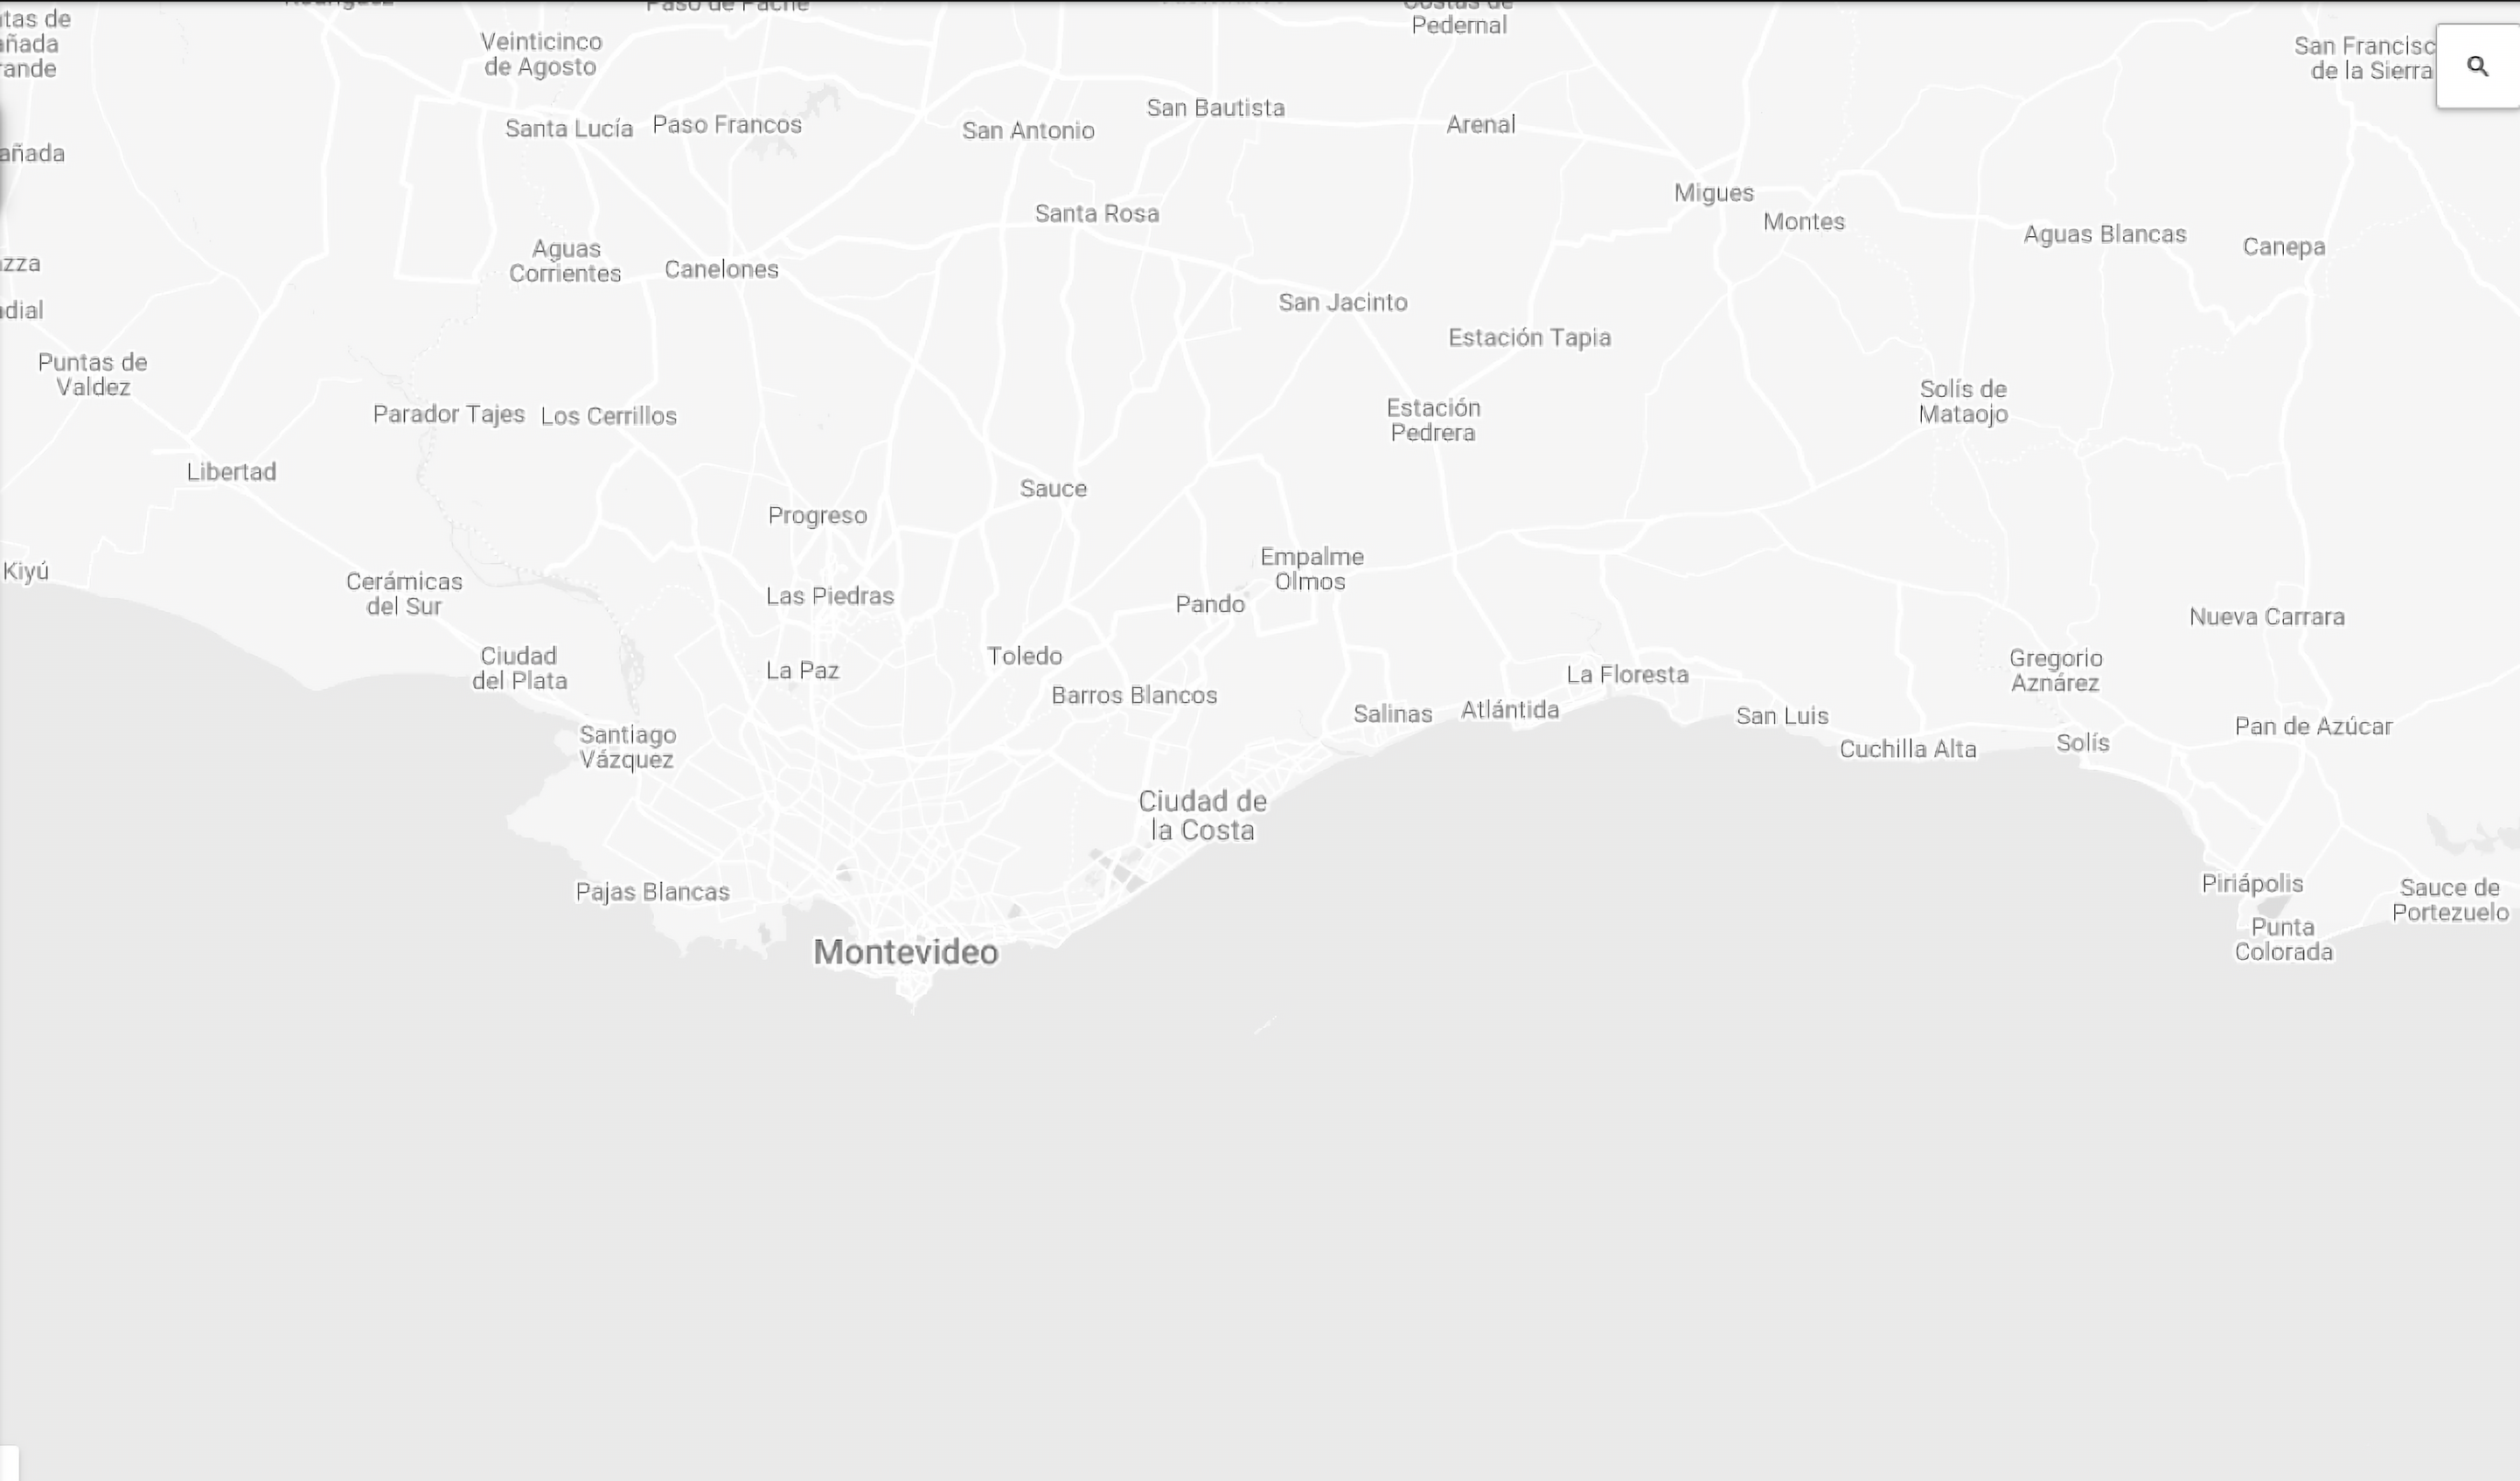 Pedernal
Veinticinco
de Agosto
San Francisc
de la Sierra
San Bautista
Santa Lucía
Paso Francos
San Antonio
Arenal
añada
Migues
Santa Rosa
Montes
Aguas Blancas
Canepa
Aguas
Corrientes
Canelones
San Jacinto
Estación Tapia
Puntas de
Valdez
Solís de
Mataojo
Parador Tajes
Los Cerrillos
Estación
Pedrera
Libertad
Sauce
Progreso
Kiyú
Empalme
Olmos
Cerámicas
del Sur
Las Piedras
Pando
Nueva Carrara
Ciudad
del Plata
La Paz
Toledo
La Floresta
Gregorio
Aznárez
Barros Blancos
Salinas
Atlántida
San Luis
Pan de Azúcar
Santiago
Vázquez
Cuchilla Alta
Solís
Ciudad de
la Costa
Pajas Blancas
Piriápolis
Sauce de
Portezuelo
Montevideo
Punta
Colorada